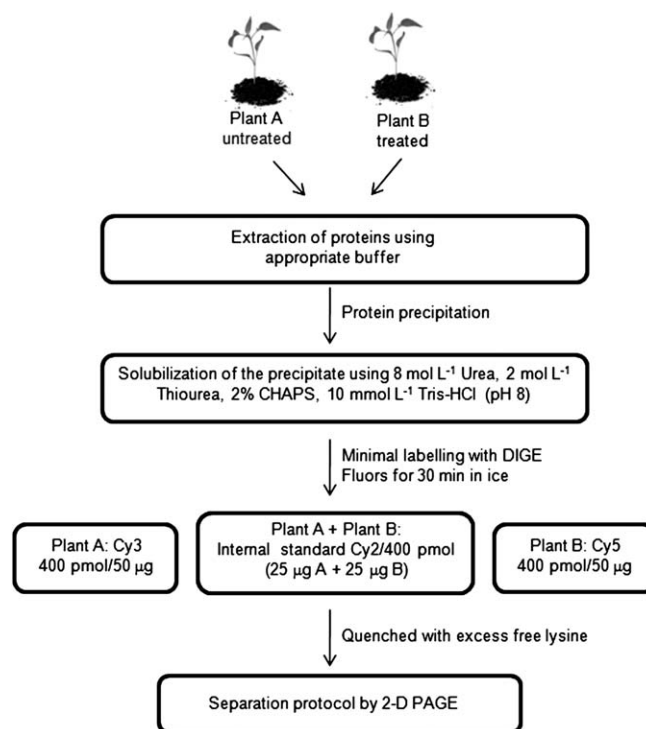 Plant A
untreated
Plant B
treated
Extraction of proteins using
appropriate buffer
Protein precipitation
Solubilization of the precipitate using 8 mol L⁻¹ Urea, 2 mol L⁻¹
Thiourea, 2% CHAPS, 10 mmol L⁻¹ Tris-HCl (pH 8)
Minimal labelling with DIGE
Fluors for 30 min in ice
Plant A: Cy3
400 pmol/50 µg
Plant A + Plant B:
Internal standard Cy2/400 pmol
(25 µg A + 25 µg B)
Plant B: Cy5
400 pmol/50 µg
Quenched with excess free lysine
Separation protocol by 2-D PAGE